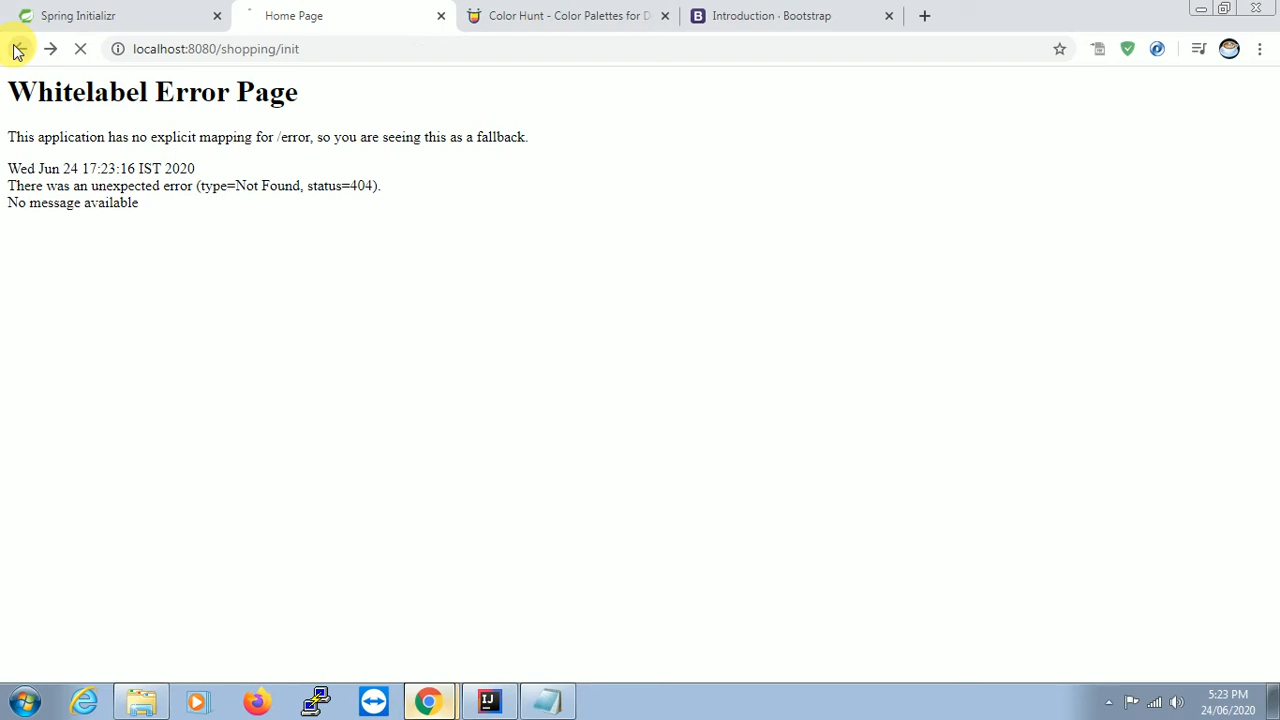 Spring Initializr
Home Page
Color Hunt - Color Palettes for D
Introduction · Bootstrap
localhost:8080/shopping/init
Whitelabel Error Page
This application has no explicit mapping for /error, so you are seeing this as a fallback.
Wed Jun 24 17:23:16 IST 2020
There was an unexpected error (type=Not Found, status=404).
No message available
5:23 PM
24/06/2020